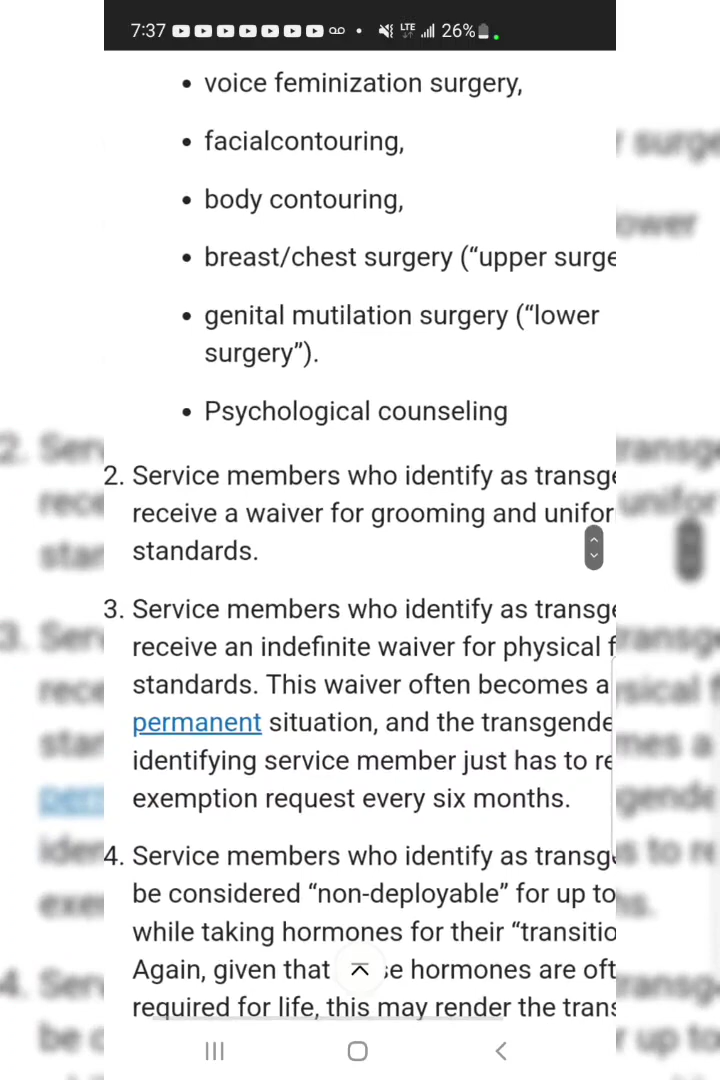 7:37 LTE 26%
• voice feminization surgery,
• facialcontouring,
• body contouring,
• breast/chest surgery (“upper surge
• genital mutilation surgery (“lower
surgery”).
• Psychological counseling
2. Service members who identify as transge
receive a waiver for grooming and unifor
standards.
3. Service members who identify as transge
receive an indefinite waiver for physical f
standards. This waiver often becomes a
permanent situation, and the transgende
identifying service member just has to re
exemption request every six months.
4. Service members who identify as transg
be considered “non-deployable” for up to
while taking hormones for their “transitio
Again, given that se hormones are oft
required for life, this may render the trans